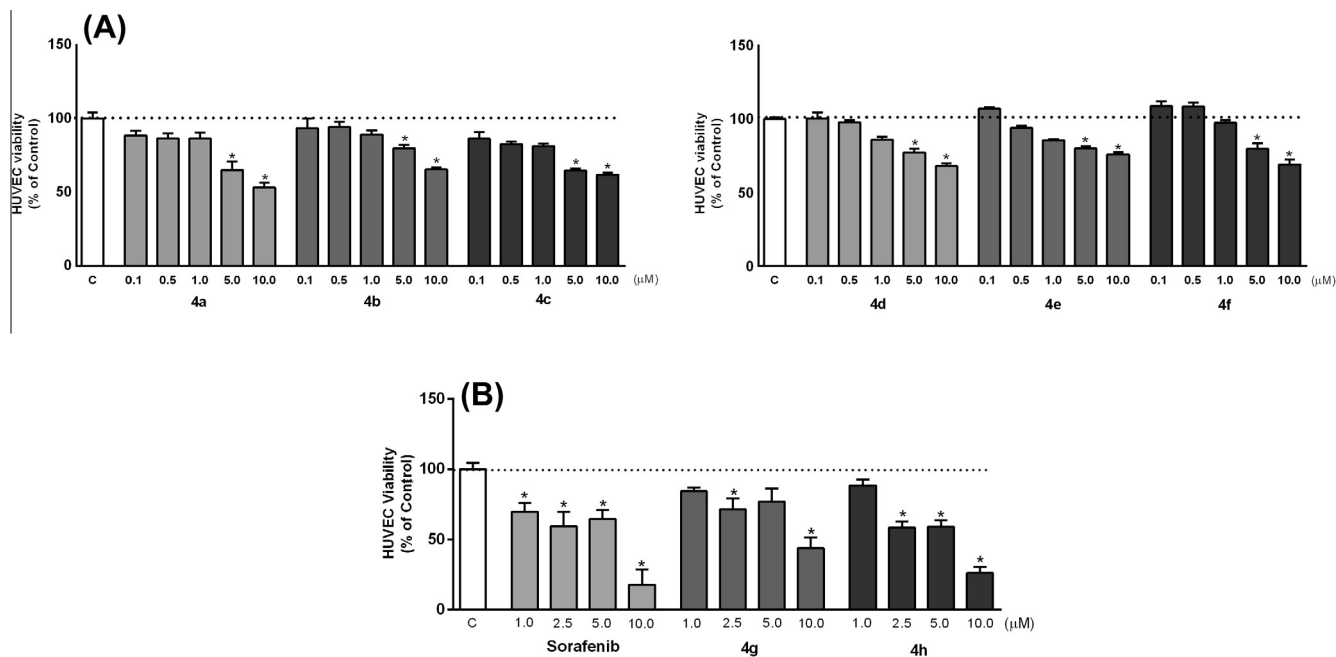 (A)
150
100
50
0
HUVEC viability
(% of Control)
* * * * * *
C 0.1 0.5 1.0 5.0 10.0 0.1 0.5 1.0 5.0 10.0 0.1 0.5 1.0 5.0 10.0 (μM)
4a 4b 4c
150
100
50
0
HUVEC viability
(% of Control)
* * * * * *
C 0.1 0.5 1.0 5.0 10.0 0.1 0.5 1.0 5.0 10.0 0.1 0.5 1.0 5.0 10.0 (μM)
4d 4e 4f
(B)
150
100
50
0
HUVEC Viability
(% of Control)
* * * * * * * * *
C 1.0 2.5 5.0 10.0 1.0 2.5 5.0 10.0 1.0 2.5 5.0 10.0 (μM)
Sorafenib 4g 4h